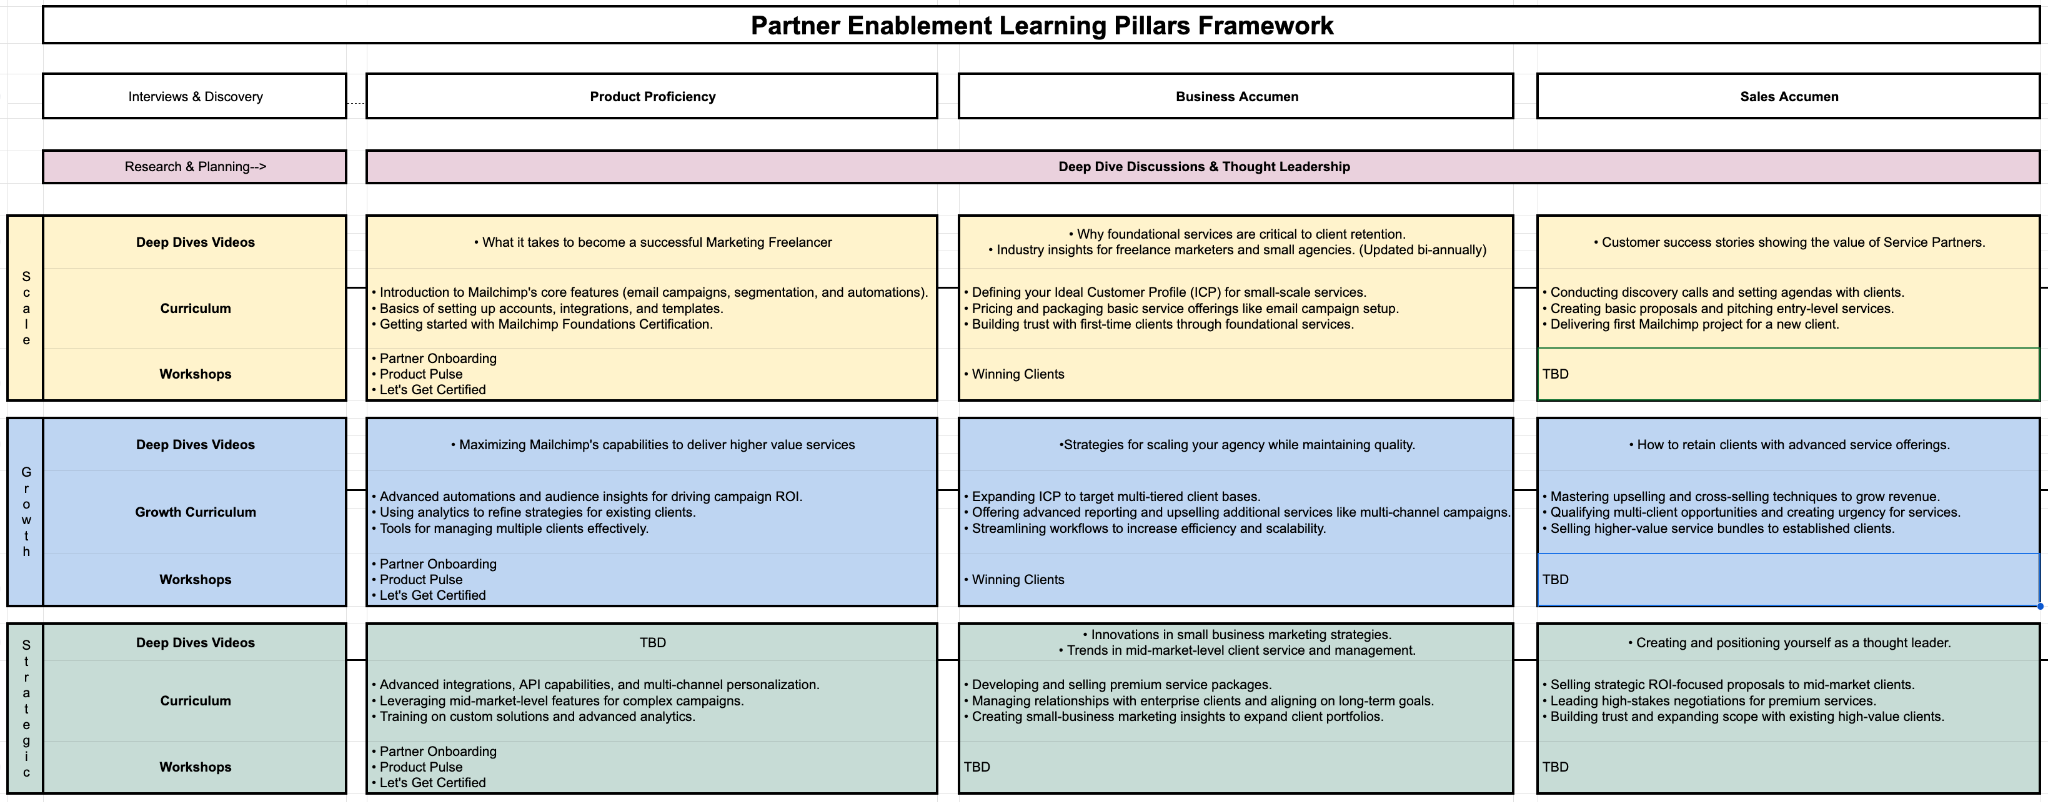 Partner Enablement Learning Pillars Framework
Interviews & Discovery
Product Proficiency
Business Accumen
Sales Accumen
Research & Planning-->
Deep Dive Discussions & Thought Leadership
Scale
Deep Dives Videos
• What it takes to become a successful Marketing Freelancer
• Why foundational services are critical to client retention.
• Industry insights for freelance marketers and small agencies. (Updated bi-annually)
• Customer success stories showing the value of Service Partners.
Curriculum
• Introduction to Mailchimp's core features (email campaigns, segmentation, and automations).
• Basics of setting up accounts, integrations, and templates.
• Getting started with Mailchimp Foundations Certification.
• Defining your Ideal Customer Profile (ICP) for small-scale services.
• Pricing and packaging basic service offerings like email campaign setup.
• Building trust with first-time clients through foundational services.
• Conducting discovery calls and setting agendas with clients.
• Creating basic proposals and pitching entry-level services.
• Delivering first Mailchimp project for a new client.
Workshops
• Partner Onboarding
• Product Pulse
• Let's Get Certified
• Winning Clients
TBD
Growth
Deep Dives Videos
• Maximizing Mailchimp's capabilities to deliver higher value services
•Strategies for scaling your agency while maintaining quality.
• How to retain clients with advanced service offerings.
Growth Curriculum
• Advanced automations and audience insights for driving campaign ROI.
• Using analytics to refine strategies for existing clients.
• Tools for managing multiple clients effectively.
• Expanding ICP to target multi-tiered client bases.
• Offering advanced reporting and upselling additional services like multi-channel campaigns.
• Streamlining workflows to increase efficiency and scalability.
• Mastering upselling and cross-selling techniques to grow revenue.
• Qualifying multi-client opportunities and creating urgency for services.
• Selling higher-value service bundles to established clients.
Workshops
• Partner Onboarding
• Product Pulse
• Let's Get Certified
• Winning Clients
TBD
Strategic
Deep Dives Videos
TBD
• Innovations in small business marketing strategies.
• Trends in mid-market-level client service and management.
• Creating and positioning yourself as a thought leader.
Curriculum
• Advanced integrations, API capabilities, and multi-channel personalization.
• Leveraging mid-market-level features for complex campaigns.
• Training on custom solutions and advanced analytics.
• Developing and selling premium service packages.
• Managing relationships with enterprise clients and aligning on long-term goals.
• Creating small-business marketing insights to expand client portfolios.
• Selling strategic ROI-focused proposals to mid-market clients.
• Leading high-stakes negotiations for premium services.
• Building trust and expanding scope with existing high-value clients.
Workshops
• Partner Onboarding
• Product Pulse
• Let's Get Certified
TBD
TBD